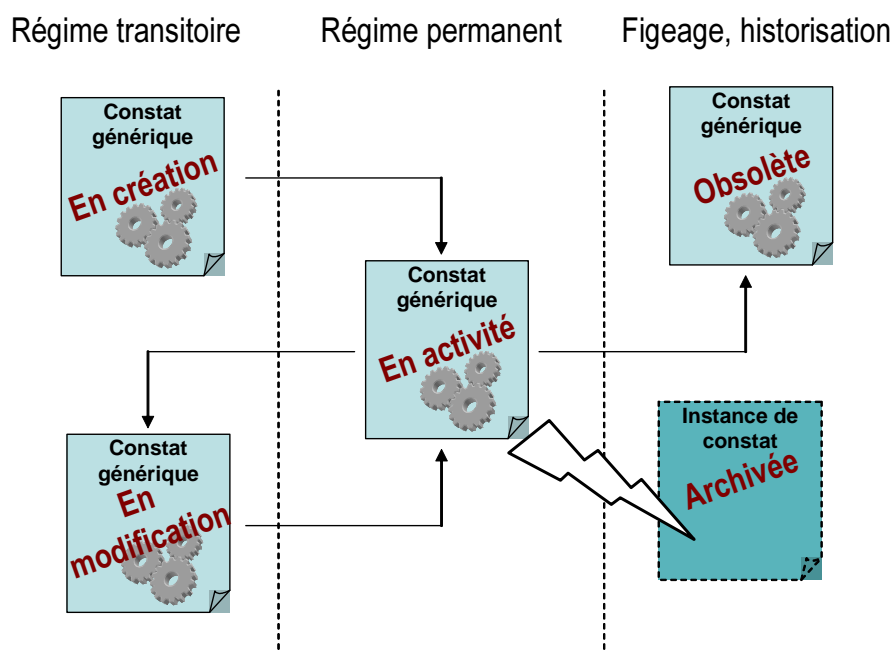 Régime transitoire
Régime permanent
Figeage, historisation
Constat
générique
En création
Constat
générique
En activité
Constat
générique
Obsolète
Constat
générique
En
modification
Instance de
constat
Archivée